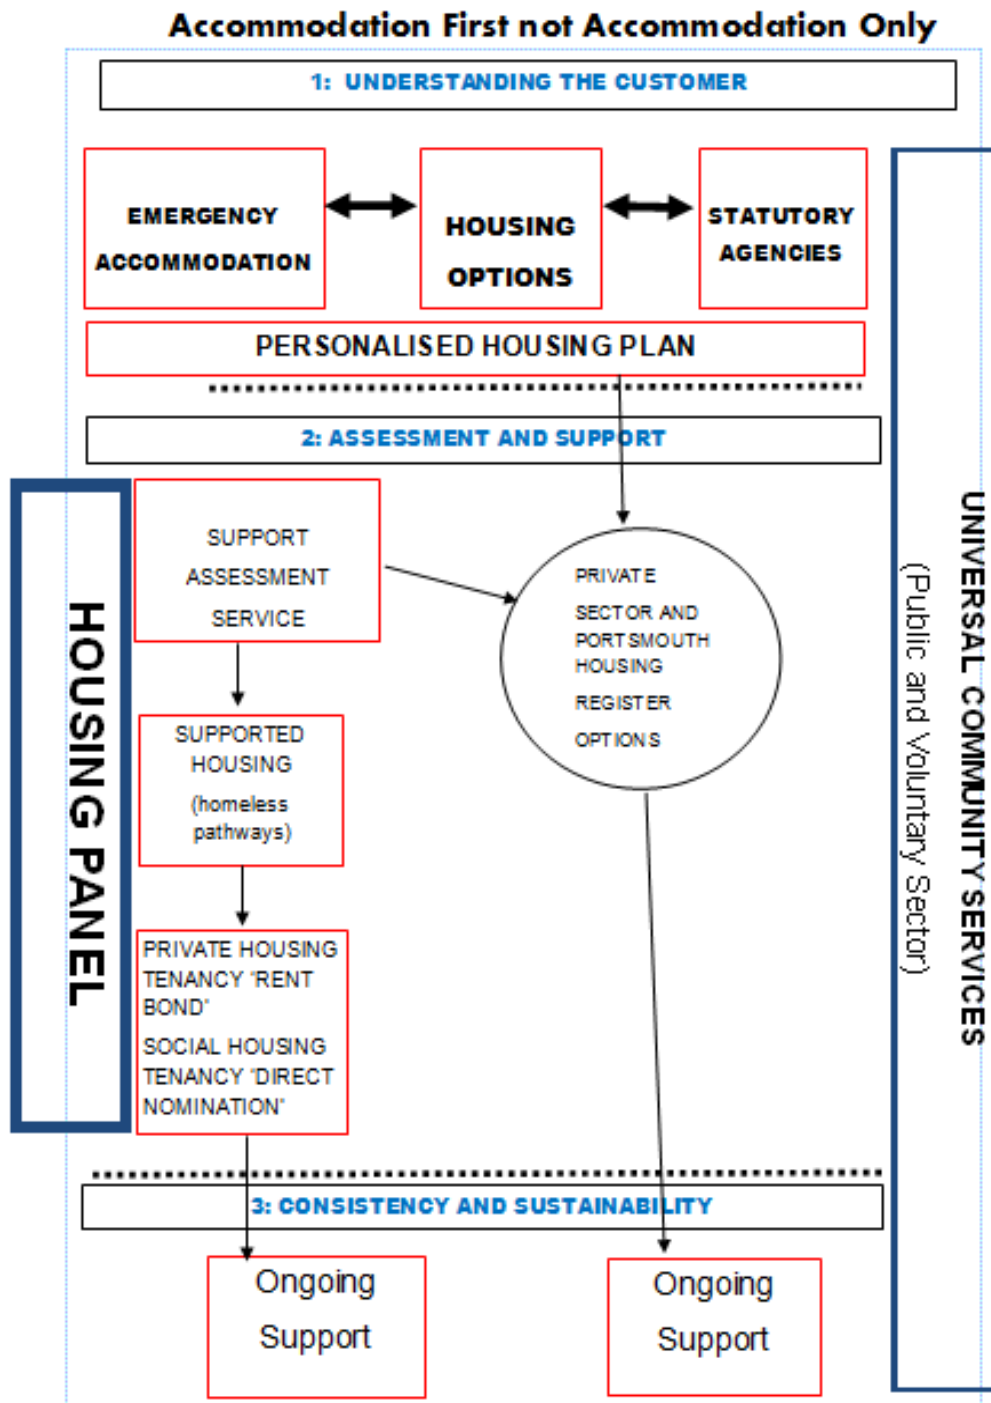 Accommodation First not Accommodation Only
1: UNDERSTANDING THE CUSTOMER
EMERGENCY
ACCOMMODATION
HOUSING
OPTIONS
STATUTORY
AGENCIES
PERSONALISED HOUSING PLAN
2: ASSESSMENT AND SUPPORT
HOUSING PANEL
SUPPORT
ASSESSMENT
SERVICE
PRIVATE
SECTOR AND
PORTSMOUTH
HOUSING
REGISTER
OPTIONS
SUPPORTED
HOUSING
(homeless
pathways)
PRIVATE HOUSING
TENANCY "RENT
BOND"
SOCIAL HOUSING
TENANCY "DIRECT
NOMINATION"
UNIVERSAL COMMUNITY SERVICES
(Public and Voluntary Sector)
3: CONSISTENCY AND SUSTAINABILITY
Ongoing
Support
Ongoing
Support